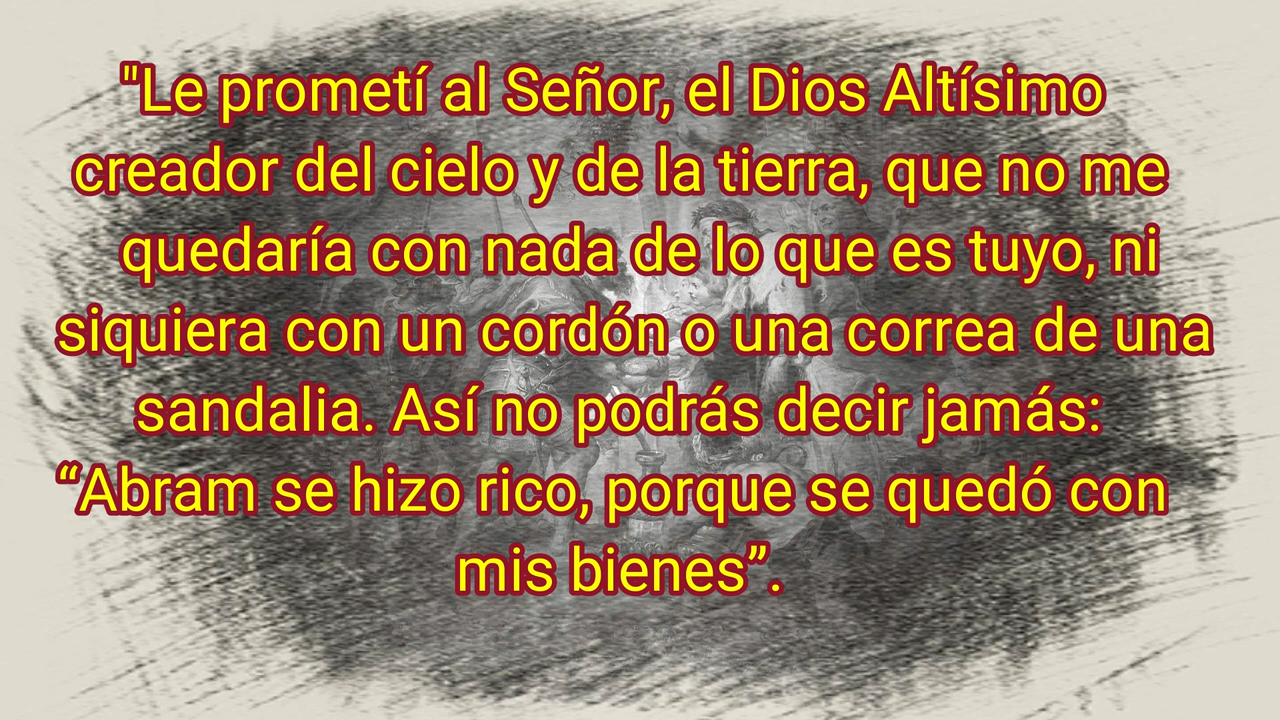 "Le prometí al Señor, el Dios Altísimo
creador del cielo y de la tierra, que no me
quedaría con nada de lo que es tuyo, ni
siquiera con un cordón o una correa de una
sandalia. Así no podrás decir jamás:
“Abram se hizo rico, porque se quedó con
mis bienes”.